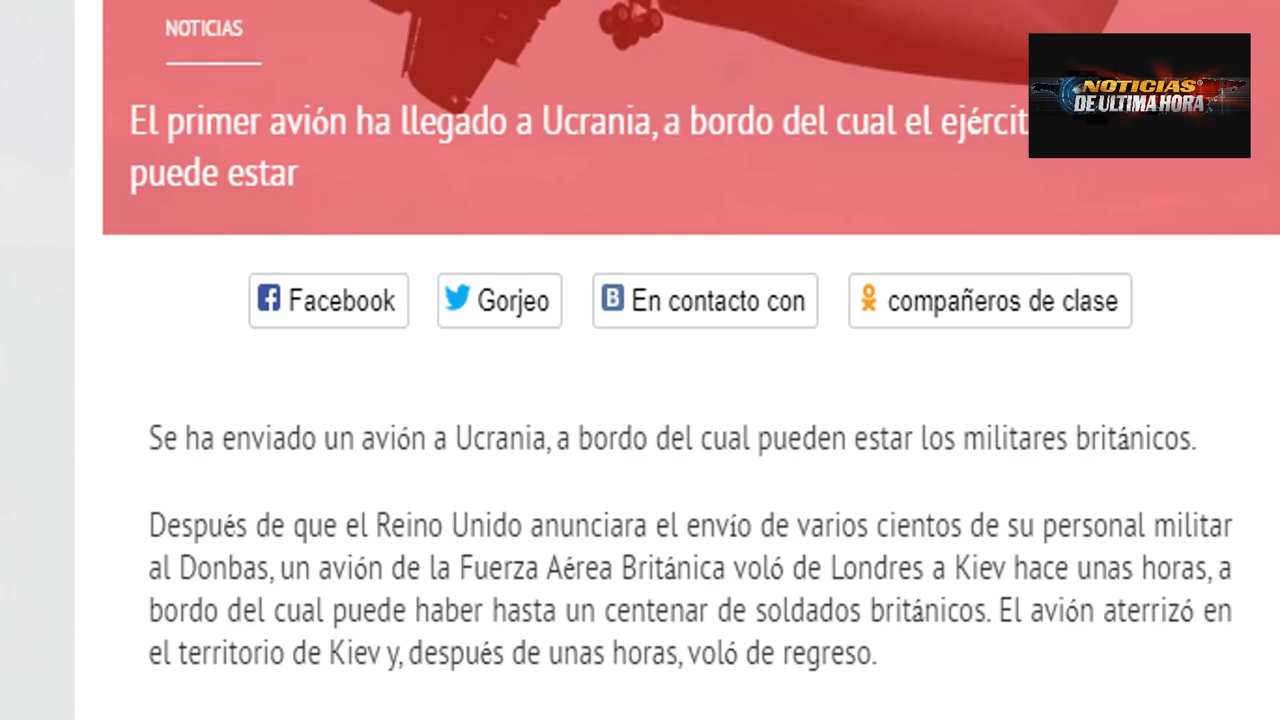 NOTICIAS
NOTICIAS
DE ULTIMA HORA
El primer avión ha llegado a Ucrania, a bordo del cual el
puede estar
Facebook
Gorjeo
En contacto con
compañeros de clase
Se ha enviado un avión a Ucrania, a bordo del cual pueden estar los militares británicos.
Después de que el Reino Unido anunciara el envío de varios cientos de su personal militar
al Donbas, un avión de la Fuerza Aérea Británica voló de Londres a Kiev hace unas horas, a
bordo del cual puede haber hasta un centenar de soldados británicos. El avión aterrizó en
el territorio de Kiev y, después de unas horas, voló de regreso.